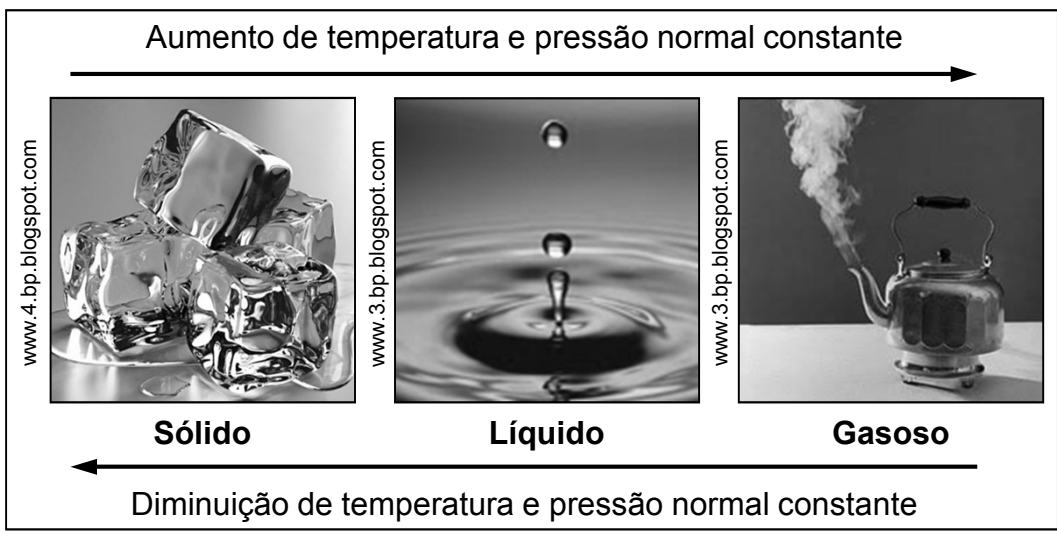 Aumento de temperatura e pressão normal constante
www.4.bp.blogspot.com
www.3.bp.blogspot.com
www.3.bp.blogspot.com
Sólido
Líquido
Gasoso
Diminuição de temperatura e pressão normal constante